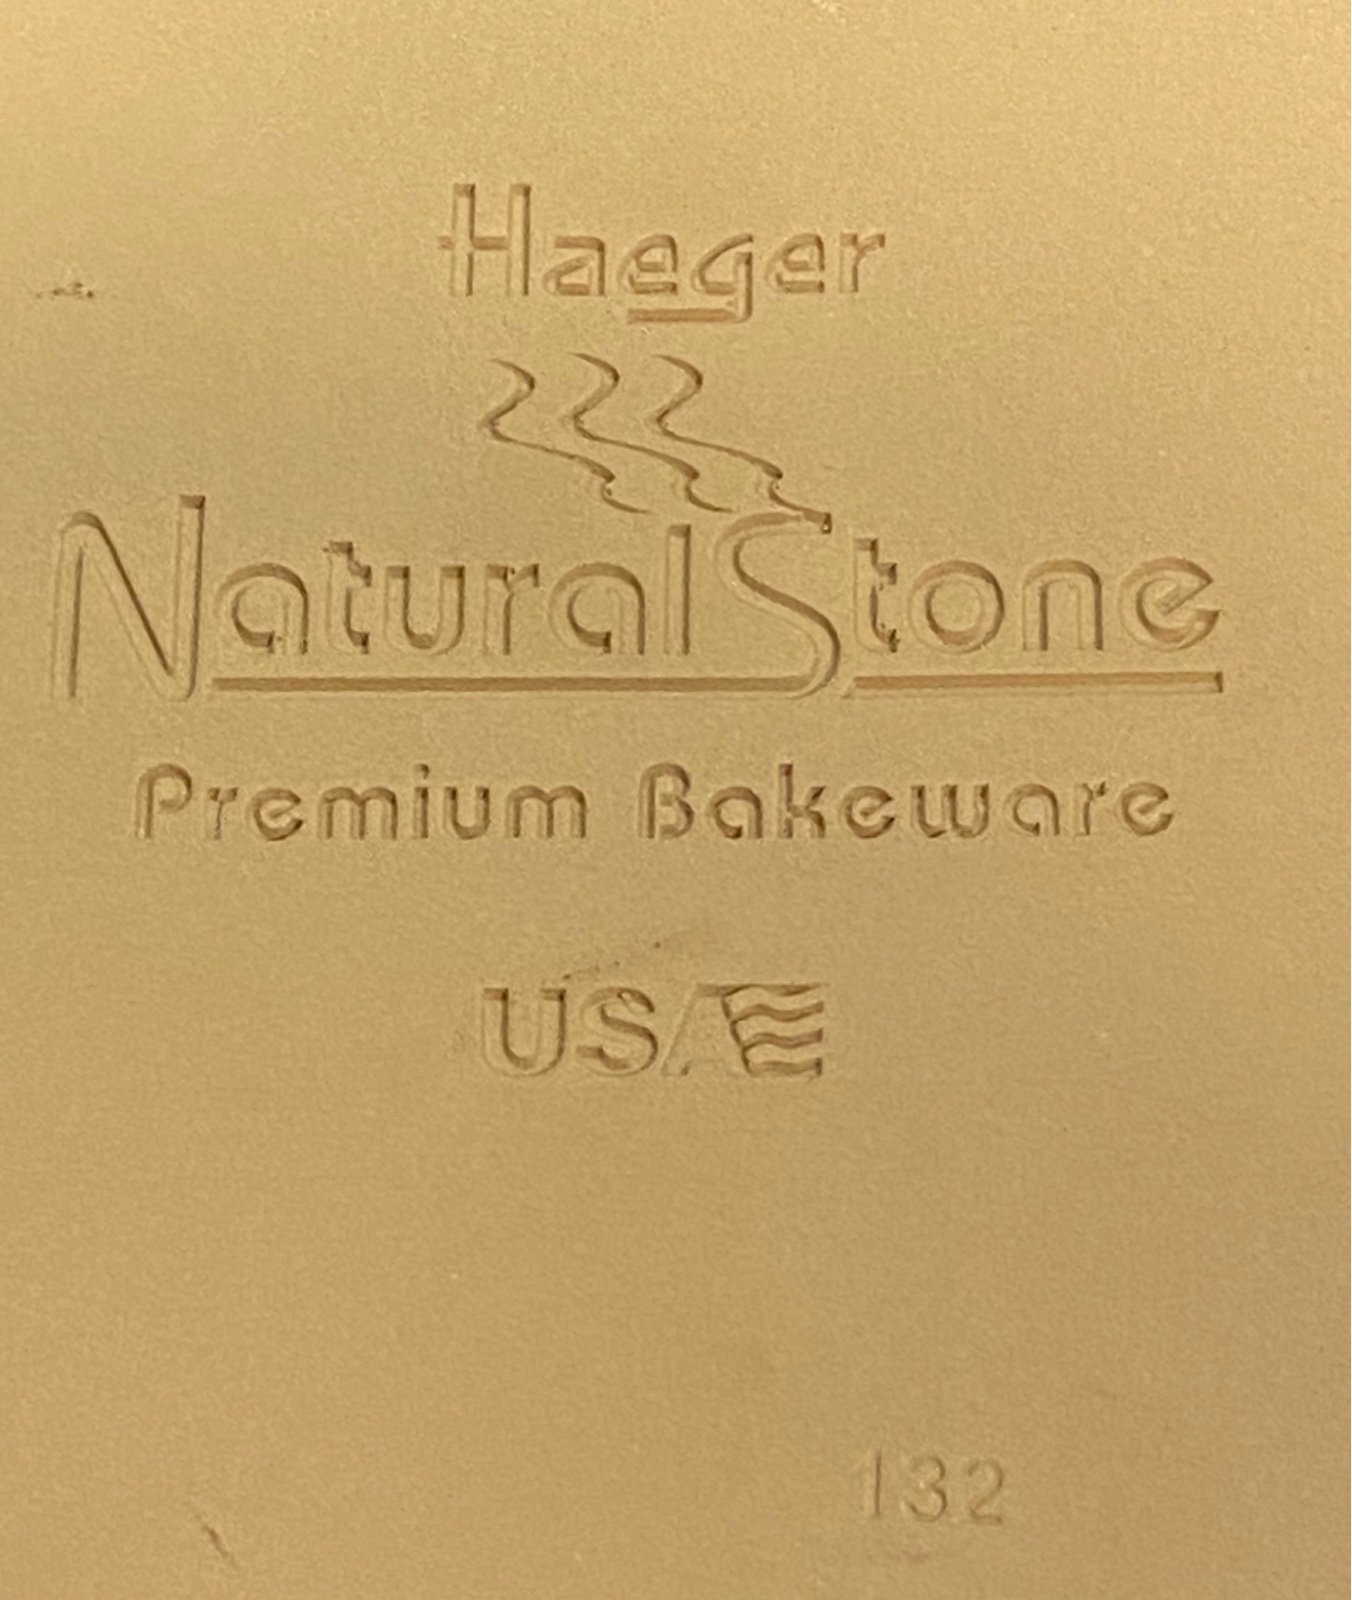 Haeger
NaturalStone
Premium Bakeware
USA
132